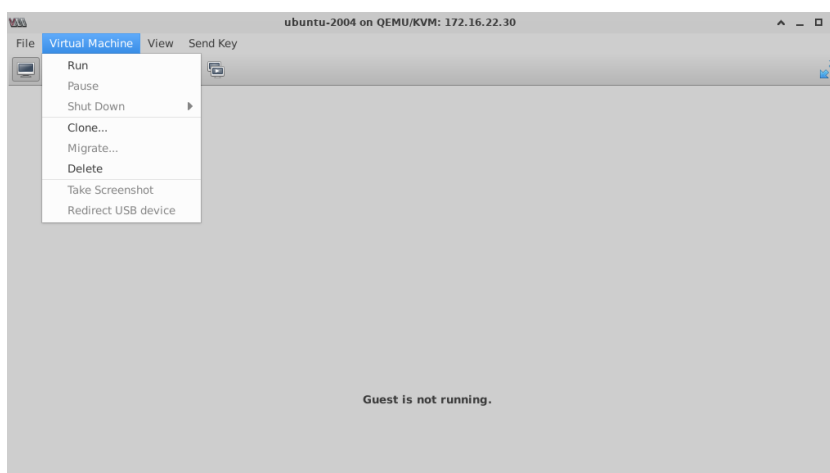 ubuntu-2004 on QEMU/KVM: 172.16.22.30
File Virtual Machine View Send Key
Run
Pause
Shut Down
Clone...
Migrate...
Delete
Take Screenshot
Redirect USB device
Guest is not running.